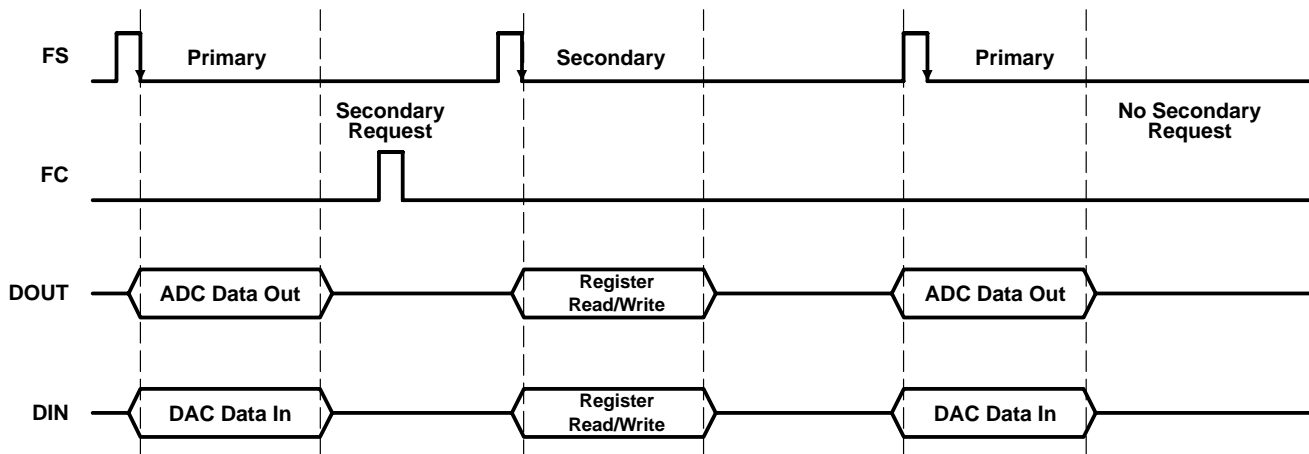 FS
Primary
Secondary
Primary
Secondary
Request
No Secondary
Request
FC
DOUT
ADC Data Out
Register
Read/Write
ADC Data Out
DIN
DAC Data In
Register
Read/Write
DAC Data In